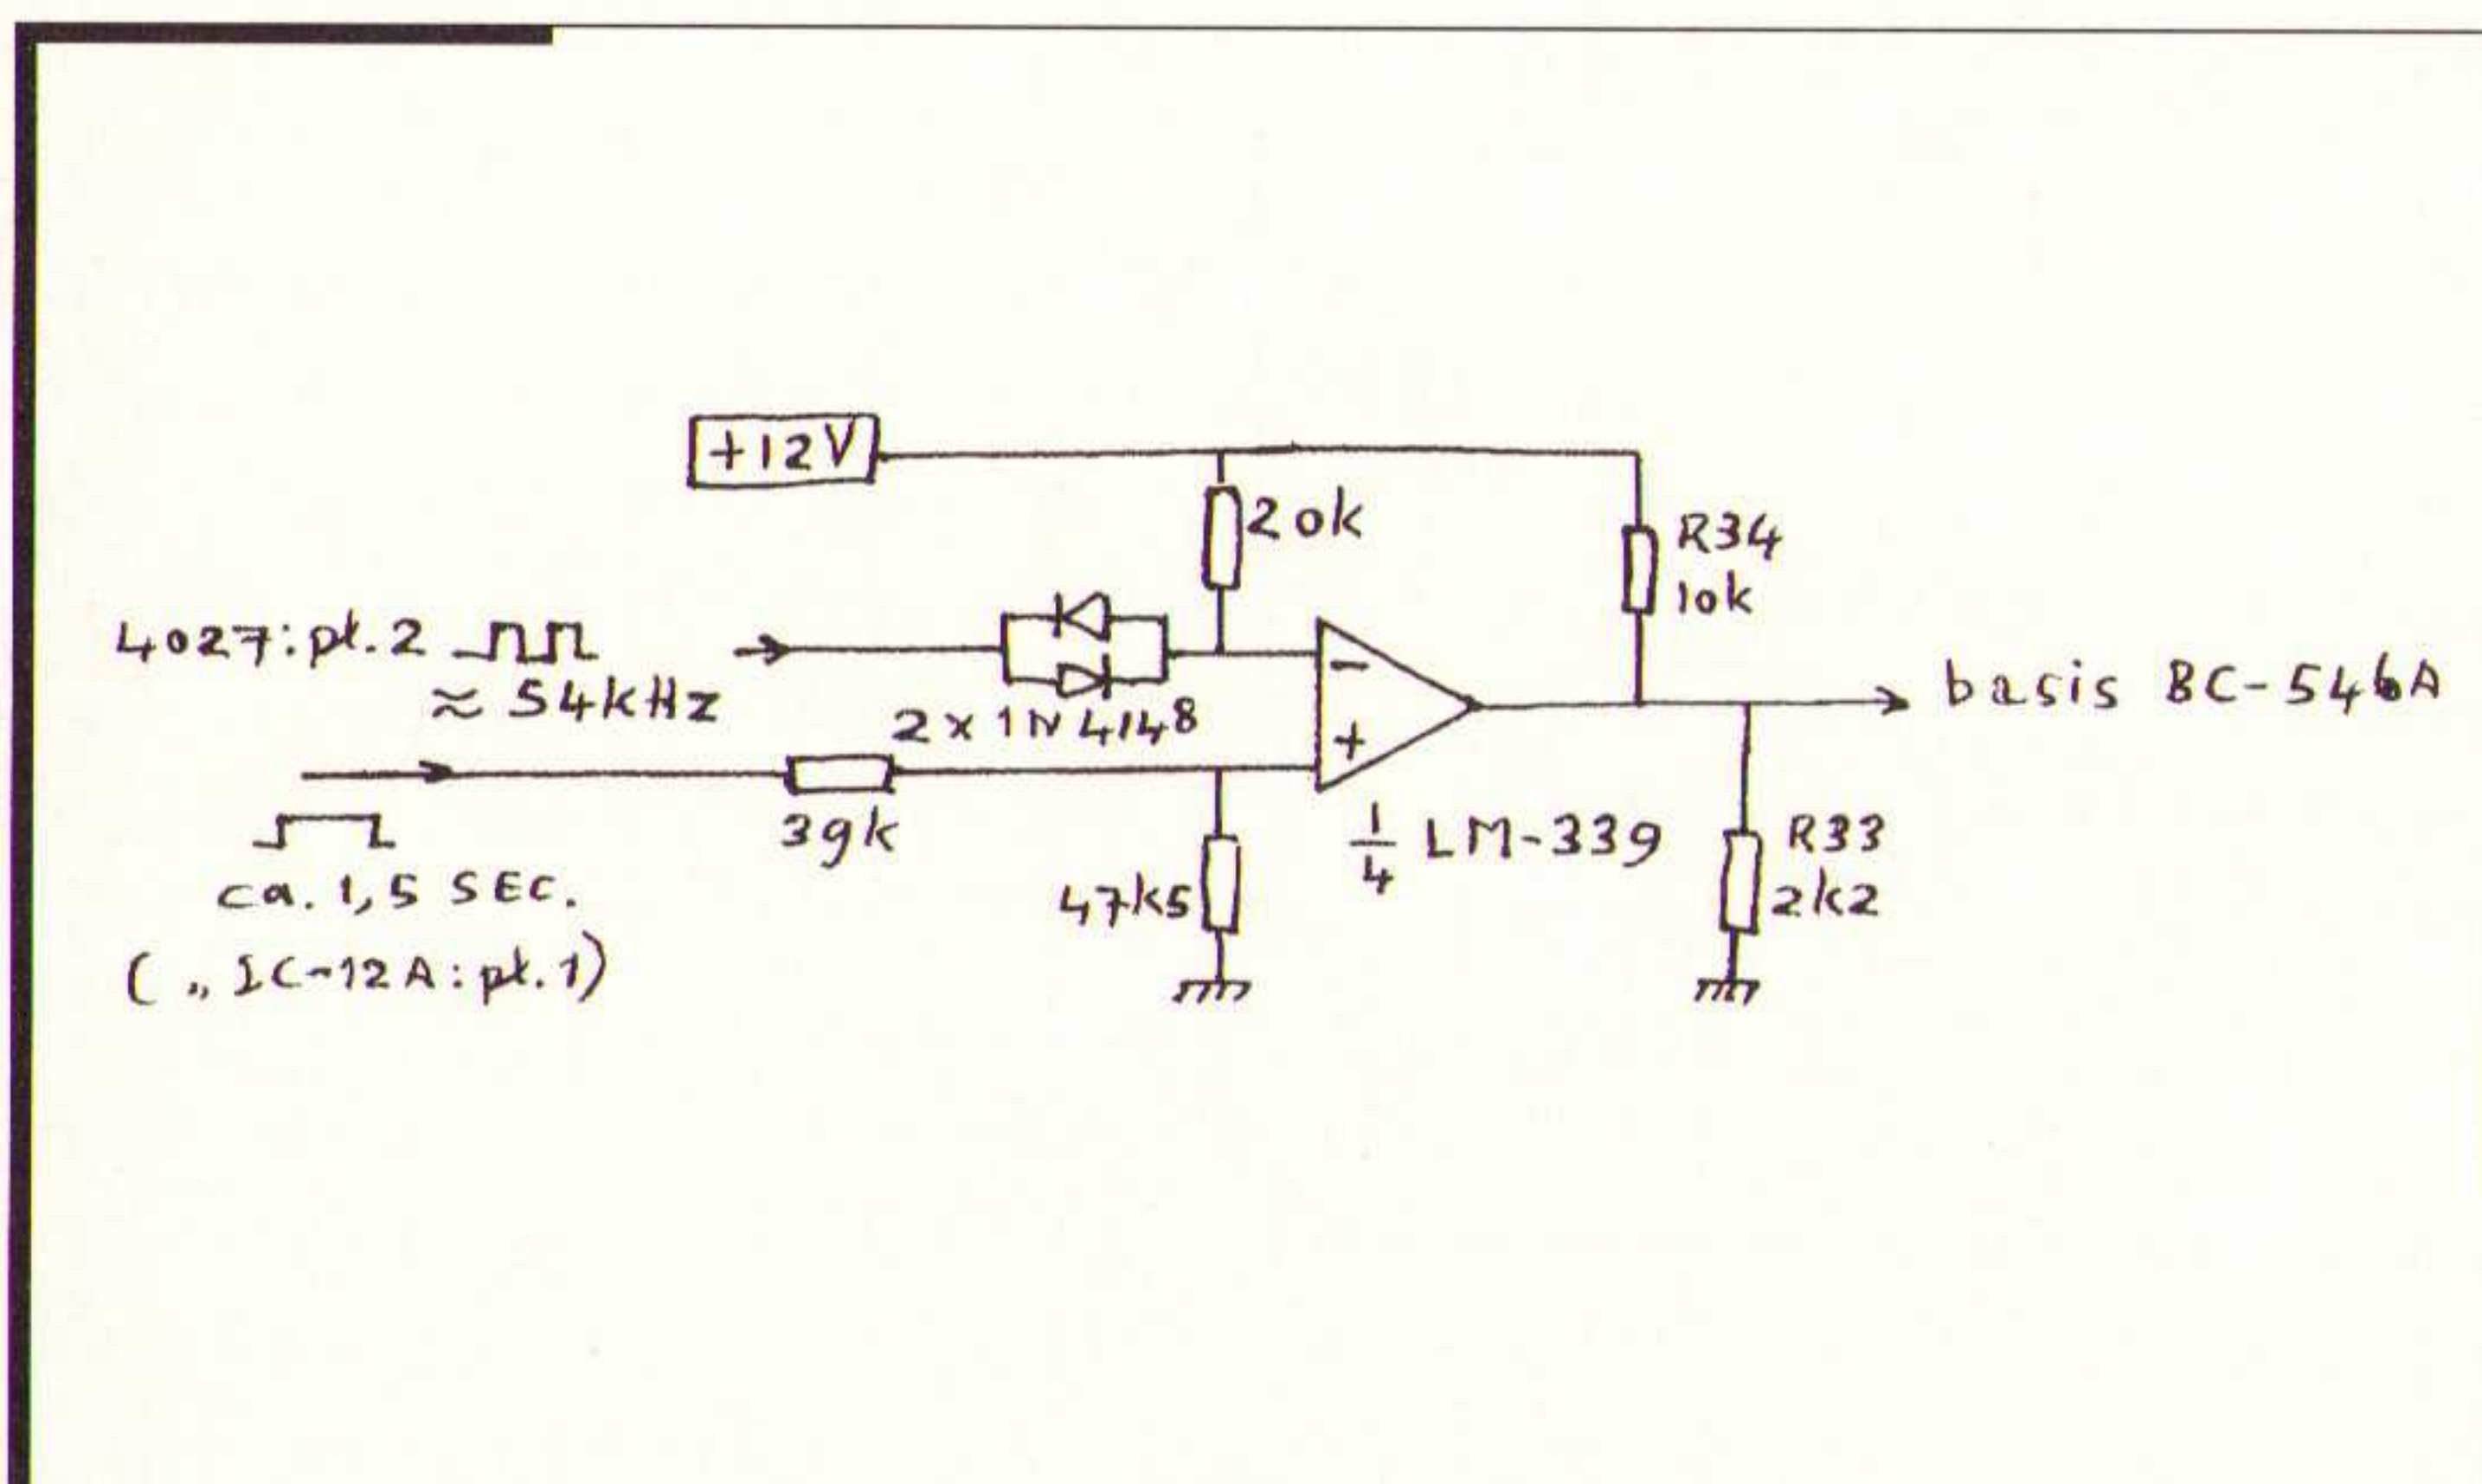 +12V
20k
R34
10k
4027:pt.2
≈ 54kHz
2 x 1N4148
-
+
basis BC-546A
39k
1/4 LM-339
R33
2k2
ca. 1,5 SEC.
47k5
( „ IC-12A:pt.1)